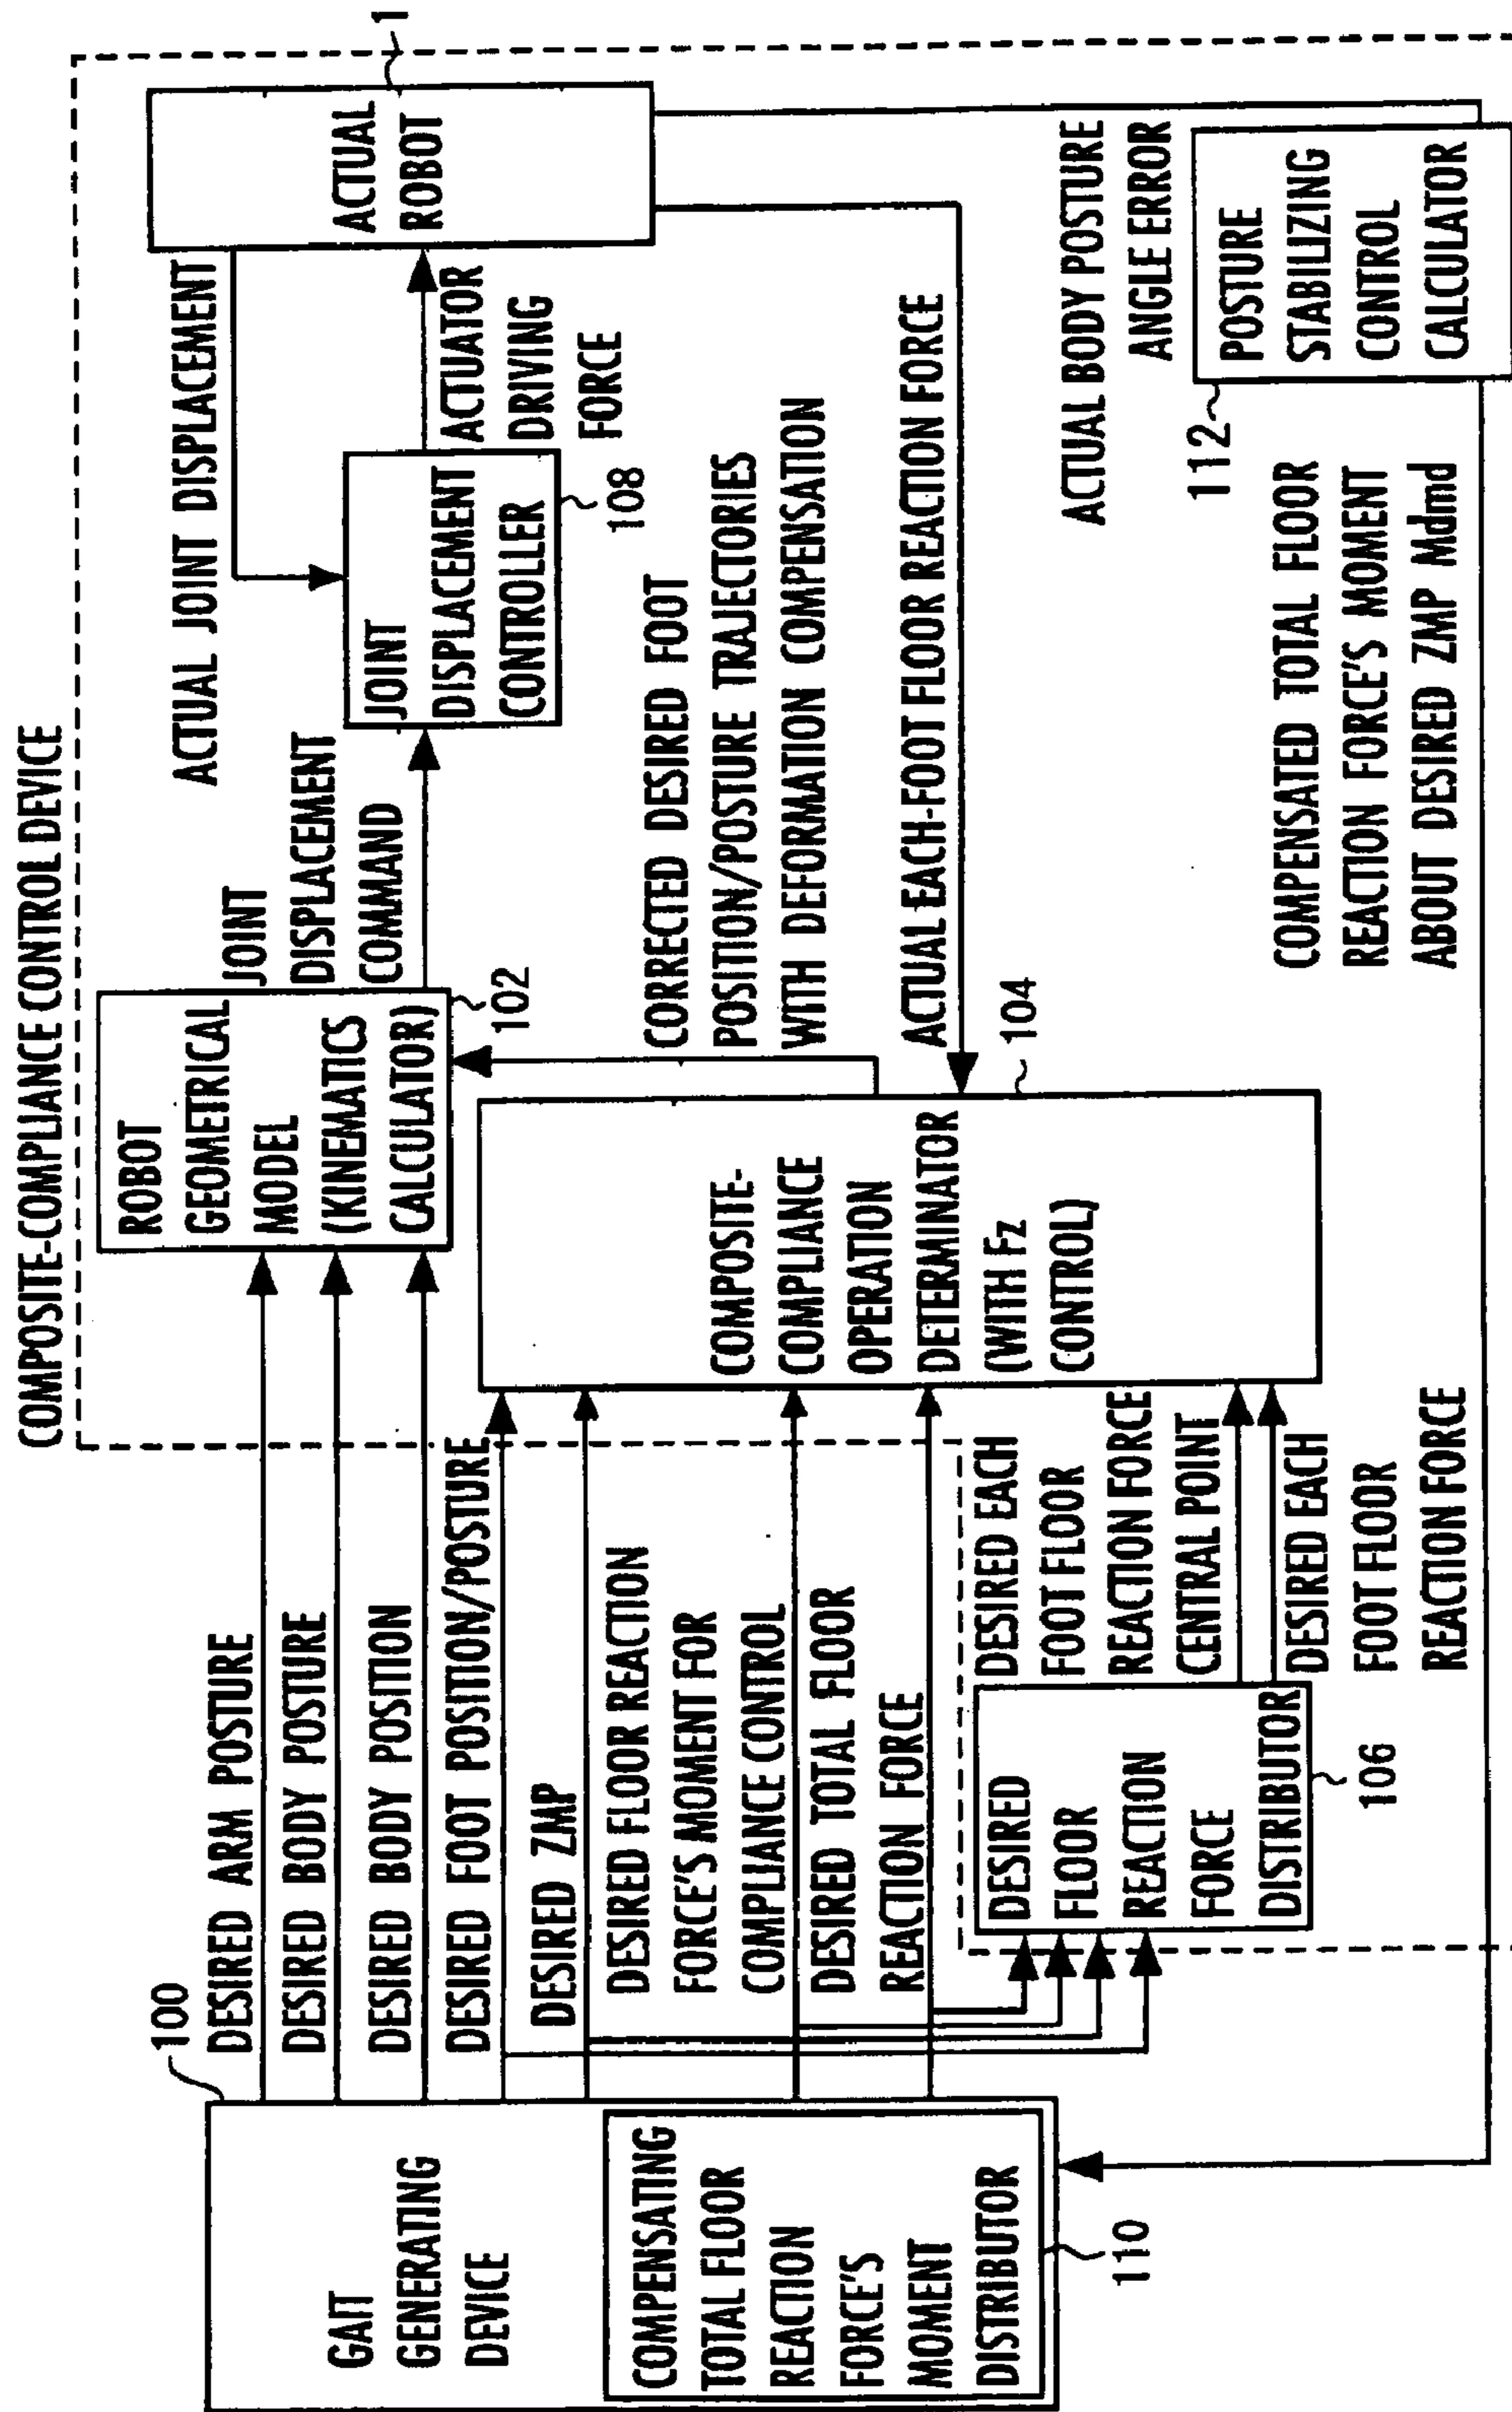 COMPOSITE-COMPLIANCE CONTROL DEVICE
100
GAIT
GENERATING
DEVICE
COMPENSATING
TOTAL FLOOR
REACTION
FORCE'S
MOMENT
DISTRIBUTOR
110
DESIRED ARM POSTURE
DESIRED BODY POSTURE
DESIRED BODY POSITION
DESIRED FOOT POSITION/POSTURE
DESIRED ZMP
DESIRED FLOOR REACTION
FORCE'S MOMENT FOR
COMPLIANCE CONTROL
DESIRED TOTAL FLOOR
REACTION FORCE
DESIRED
FLOOR
REACTION
FORCE
DISTRIBUTOR
106
DESIRED EACH
FOOT FLOOR
REACTION FORCE
CENTRAL POINT
DESIRED EACH
FOOT FLOOR
REACTION FORCE
ROBOT
GEOMETRICAL
MODEL
(KINEMATICS
CALCULATOR)
102
COMPOSITE-
COMPLIANCE
OPERATION
DETERMINATOR
(WITH Fz
CONTROL)
104
JOINT
DISPLACEMENT
COMMAND
JOINT
DISPLACEMENT
CONTROLLER
108
ACTUAL JOINT DISPLACEMENT
ACTUATOR
DRIVING
FORCE
ACTUAL
ROBOT
1
CORRECTED DESIRED FOOT
POSITION/POSTURE TRAJECTORIES
WITH DEFORMATION COMPENSATION
ACTUAL EACH-FOOT FLOOR REACTION FORCE
ACTUAL BODY POSTURE
ANGLE ERROR
112
POSTURE
STABILIZING
CONTROL
CALCULATOR
COMPENSATED TOTAL FLOOR
REACTION FORCE'S MOMENT
ABOUT DESIRED ZMP Mdmd